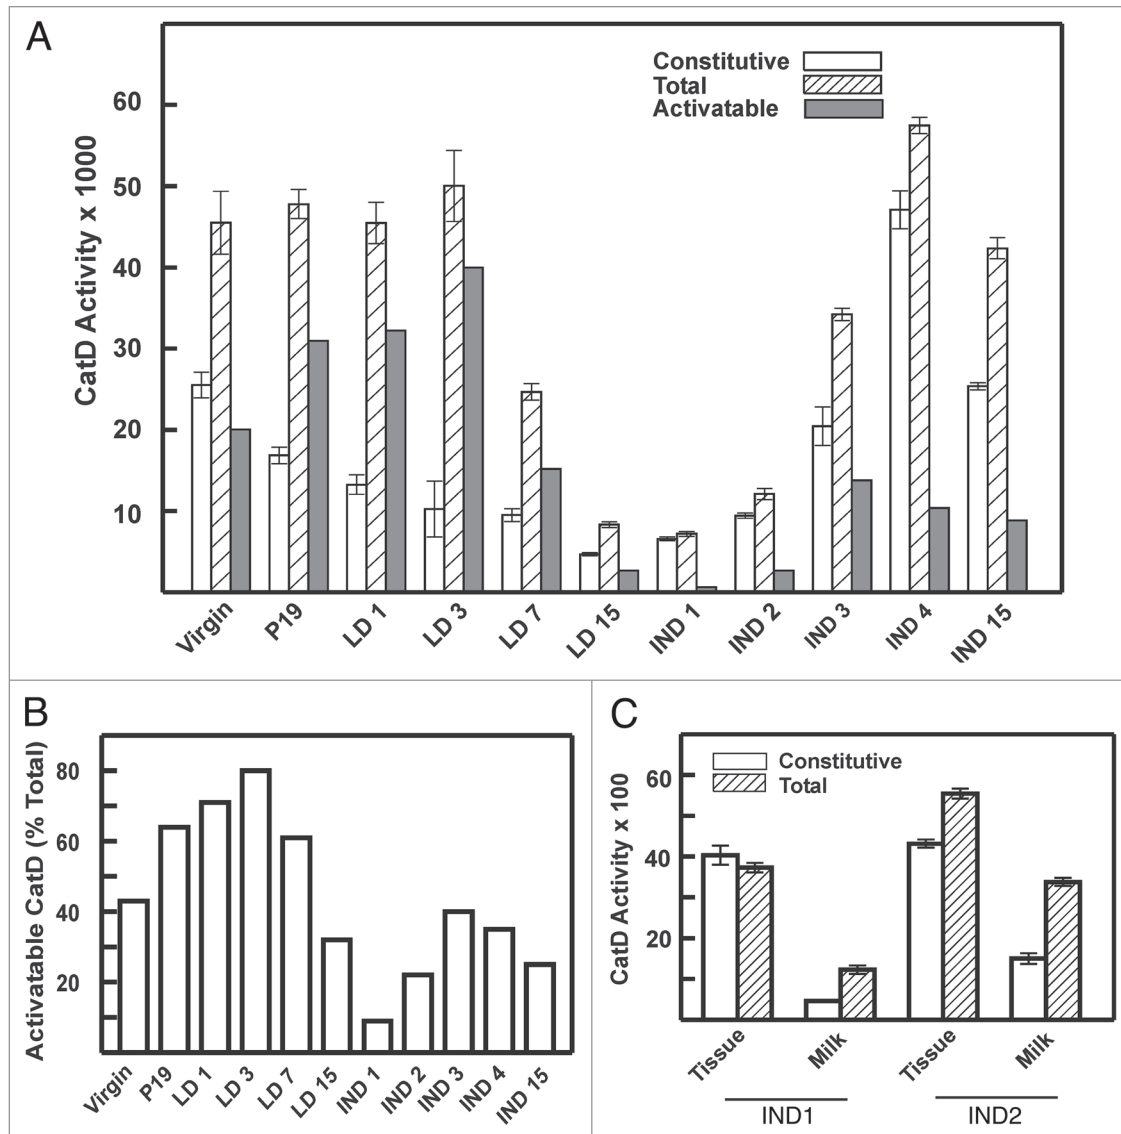 A
Constitutive
Total
Activatable
CatD Activity x 1000
60
50
40
30
20
10
Virgin
P19
LD 1
LD 3
LD 7
LD 15
IND 1
IND 2
IND 3
IND 4
IND 15
B
Activatable CatD (% Total)
80
60
40
20
Virgin
P19
LD 1
LD 3
LD 7
LD 15
IND 1
IND 2
IND 3
IND 4
IND 15
C
Constitutive
Total
CatD Activity x 100
60
40
20
Tissue
Milk
Tissue
Milk
IND1
IND2